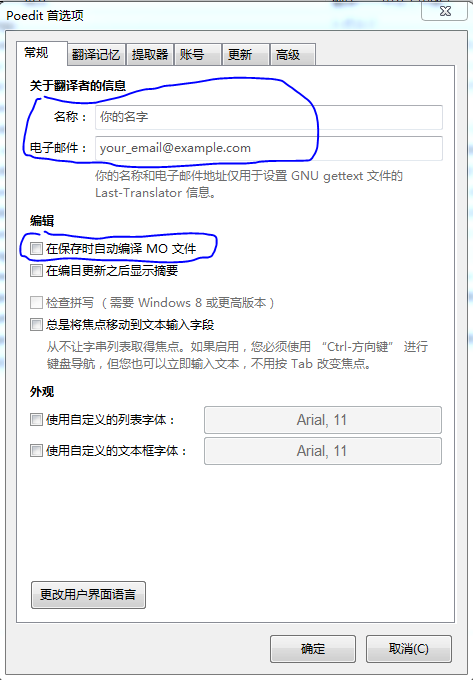 Poedit 首选项
常规 翻译记忆 提取器 账号 更新 高级
关于翻译者的信息
名称： 你的名字
电子邮件： your_email@example.com
你的名称和电子邮件地址仅用于设置 GNU gettext 文件的
Last-Translator 信息。
编辑
在保存时自动编译 MO 文件
在编目更新之后显示摘要
检查拼写 （需要 Windows 8 或更高版本）
总是将焦点移动到文本输入字段
从不让字串列表取得焦点。如果启用，您必须使用 “Ctrl-方向键” 进行
键盘导航，但您也可以立即输入文本，不用按 Tab 改变焦点。
外观
使用自定义的列表字体： Arial, 11
使用自定义的文本框字体： Arial, 11
更改用户界面语言
确定 取消(C)